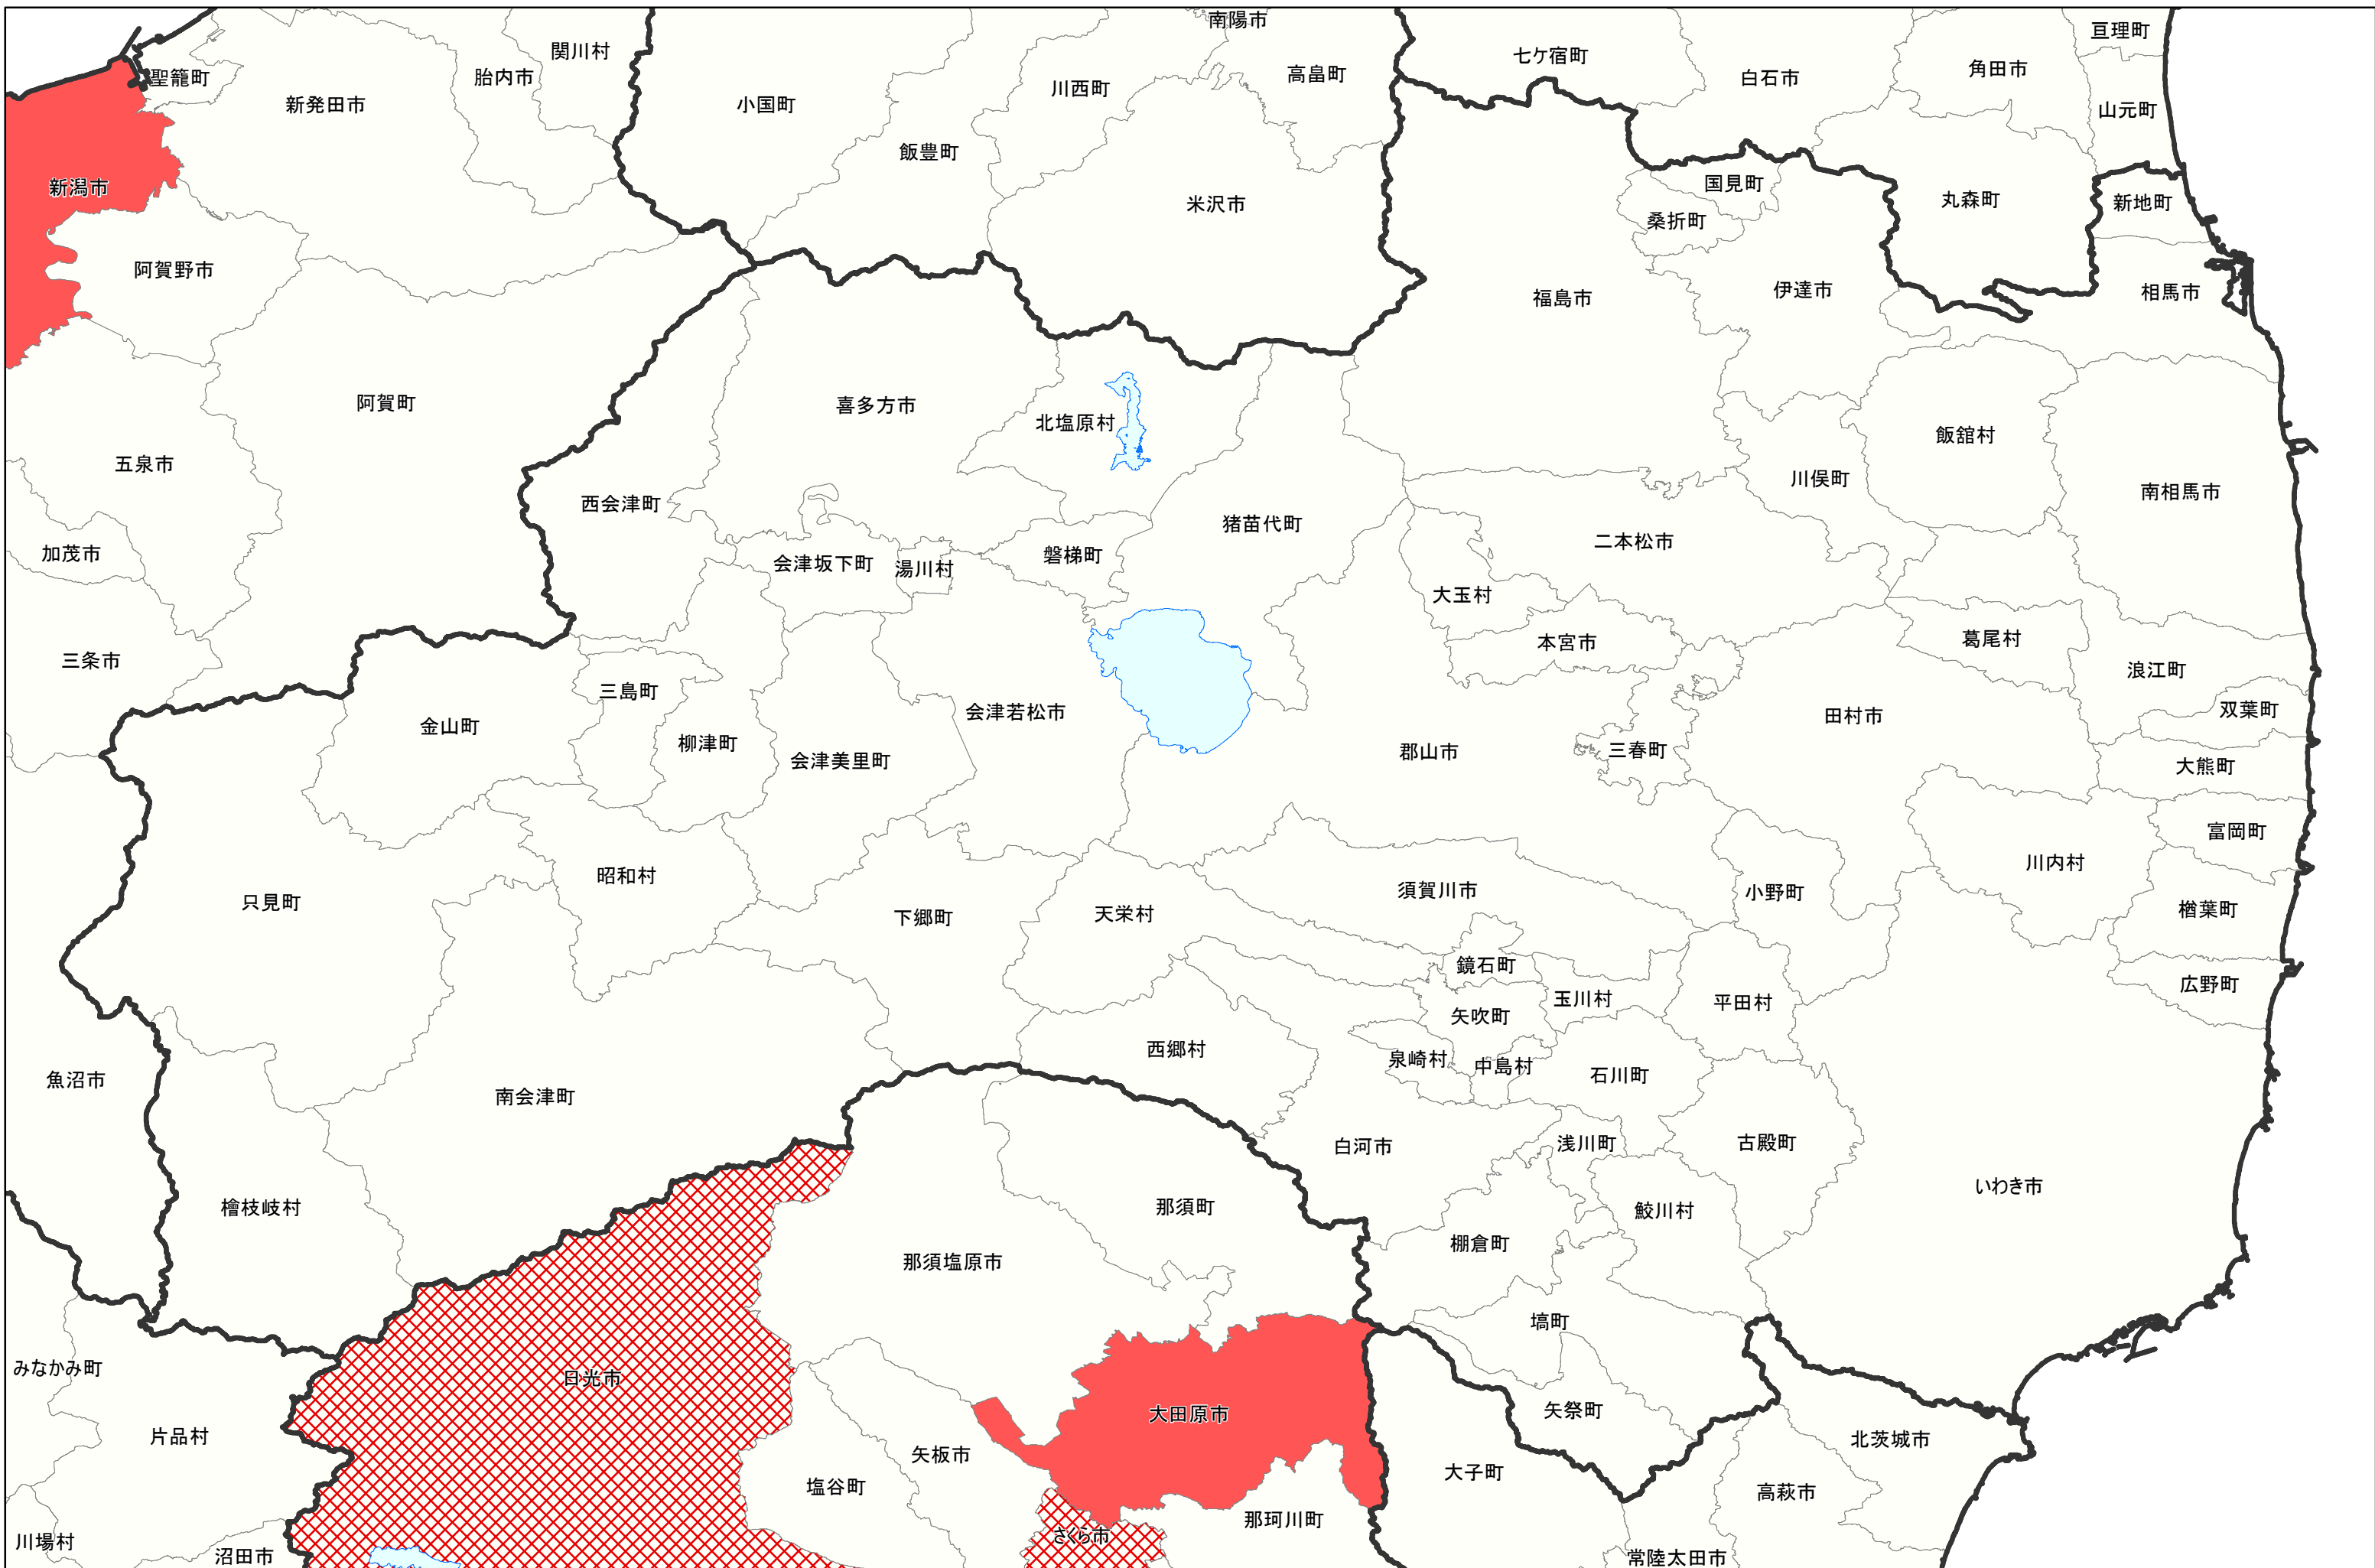 南陽市
亘理町
関川村
七ケ宿町
角田市
聖籠町
胎内市
高畠町
白石市
新発田市
小国町
川西町
山元町
飯豊町
新潟市
米沢市
国見町
丸森町
新地町
桑折町
阿賀野市
福島市
伊達市
相馬市
阿賀町
喜多方市
北塩原村
飯舘村
五泉市
川俣町
南相馬市
西会津町
猪苗代町
二本松市
加茂市
会津坂下町
湯川村
磐梯町
大玉村
本宮市
葛尾村
三条市
浪江町
三島町
双葉町
金山町
会津若松市
田村市
柳津町
会津美里町
郡山市
三春町
大熊町
富岡町
昭和村
川内村
只見町
須賀川市
小野町
下郷町
天栄村
楢葉町
鏡石町
広野町
玉川村
平田村
矢吹町
西郷村
泉崎村
中島村
魚沼市
石川町
南会津町
白河市
浅川町
古殿町
いわき市
檜枝岐村
那須町
鮫川村
棚倉町
那須塩原市
塙町
みなかみ町
日光市
大田原市
矢祭町
片品村
北茨城市
矢板市
大子町
塩谷町
高萩市
那珂川町
さくら市
川場村
沼田市
常陸太田市